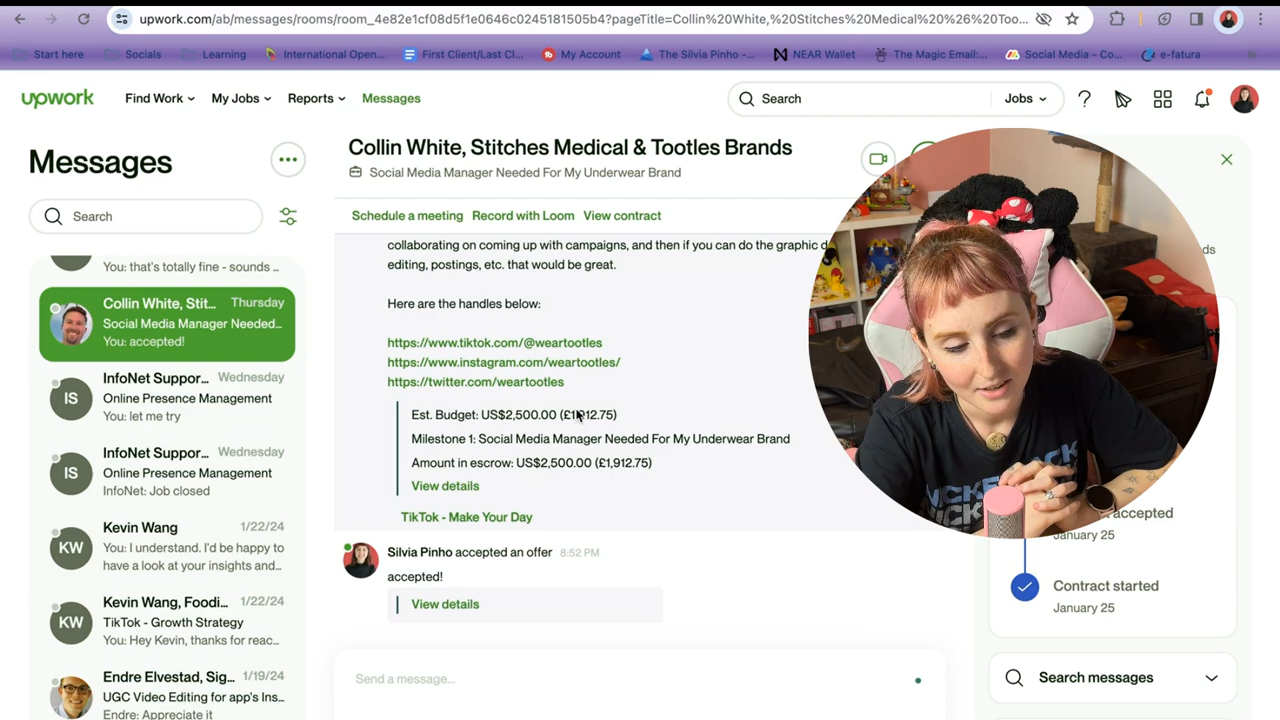 upwork.com/ab/messages/rooms/room_4e82e1cf08d5f1e0646c0245181505b4?pageTitle=Collin%20White,%20Stitches%20Medical%20%26%20Too...
Start here Socials Learning International Open... First Client/Last Cl... My Account The Sílvia Pinho -... NEAR Wallet The Magic Email:... Social Media - Co... e-fatura
upwork Find Work My Jobs Reports Messages Search Jobs
Messages
Search
You: that's totally fine - sounds ...
Collin White, Stit... Thursday
Social Media Manager Needed...
You: accepted!
InfoNet Suppor... Wednesday
IS Online Presence Management
You: let me try
InfoNet Suppor... Wednesday
IS Online Presence Management
InfoNet: Job closed
Kevin Wang 1/22/24
KW You: I understand. I'd be happy to
have a look at your insights and...
Kevin Wang, Foodi... 1/22/24
KW TikTok - Growth Strategy
You: Hey Kevin, thanks for reac...
Endre Elvestad, Sig... 1/19/24
UGC Video Editing for app's Ins...
Endre: Appreciate it
Collin White, Stitches Medical & Tootles Brands
Social Media Manager Needed For My Underwear Brand
Schedule a meeting Record with Loom View contract
collaborating on coming up with campaigns, and then if you can do the graphic d
editing, postings, etc. that would be great.
Here are the handles below:
https://www.tiktok.com/@weartootles
https://www.instagram.com/weartootles/
https://twitter.com/weartootles
Est. Budget: US$2,500.00 (£1,912.75)
Milestone 1: Social Media Manager Needed For My Underwear Brand
Amount in escrow: US$2,500.00 (£1,912.75)
View details
TikTok - Make Your Day
Sílvia Pinho accepted an offer 8:52 PM
accepted!
View details
Send a message...
accepted
January 25
Contract started
January 25
Search messages